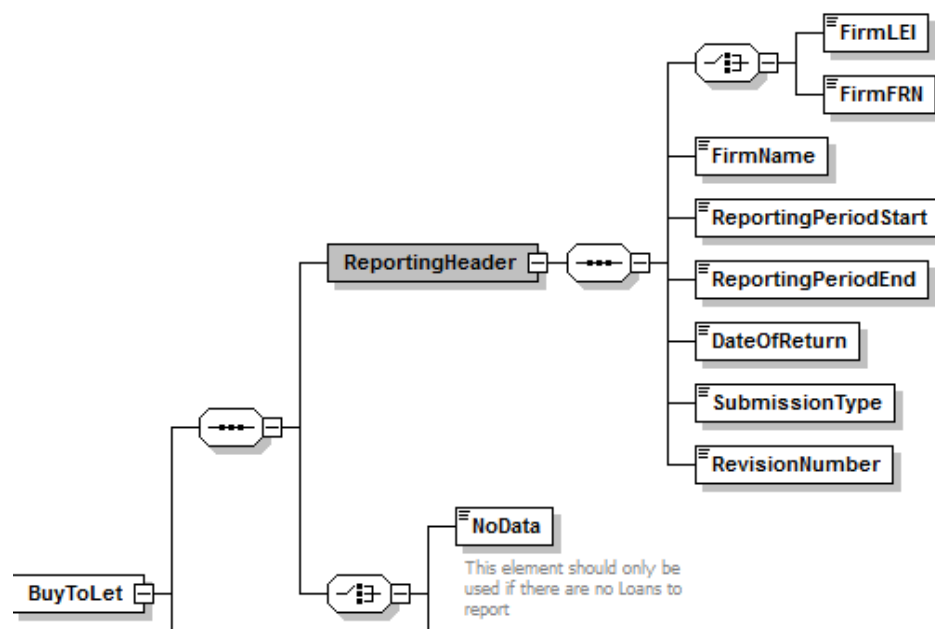 FirmLEI
FirmFRN
FirmName
ReportingPeriodStart
ReportingHeader
ReportingPeriodEnd
DateOfReturn
SubmissionType
RevisionNumber
NoData
This element should only be
used if there are no Loans to
report
BuyToLet